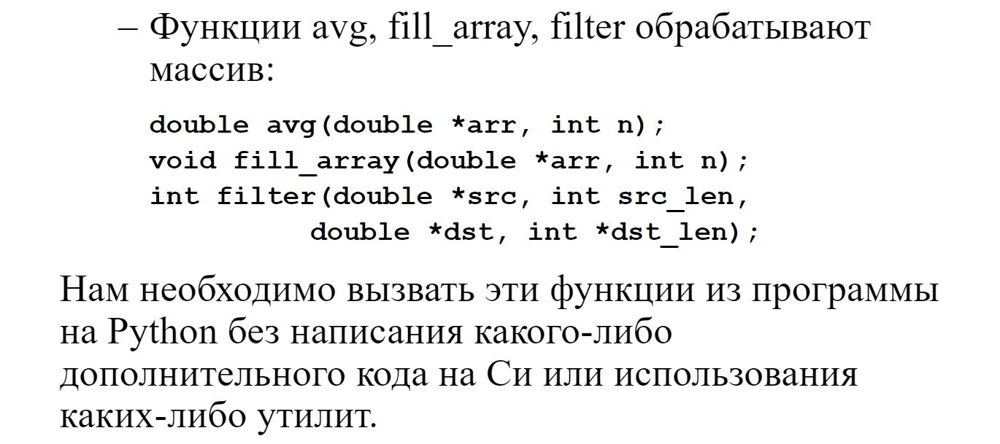 – Функции avg, fill_array, filter обрабатывают
массив:
double avg(double *arr, int n);
void fill_array(double *arr, int n);
int filter(double *src, int src_len,
double *dst, int *dst_len);
Нам необходимо вызвать эти функции из программы
на Python без написания какого-либо
дополнительного кода на Си или использования
каких-либо утилит.